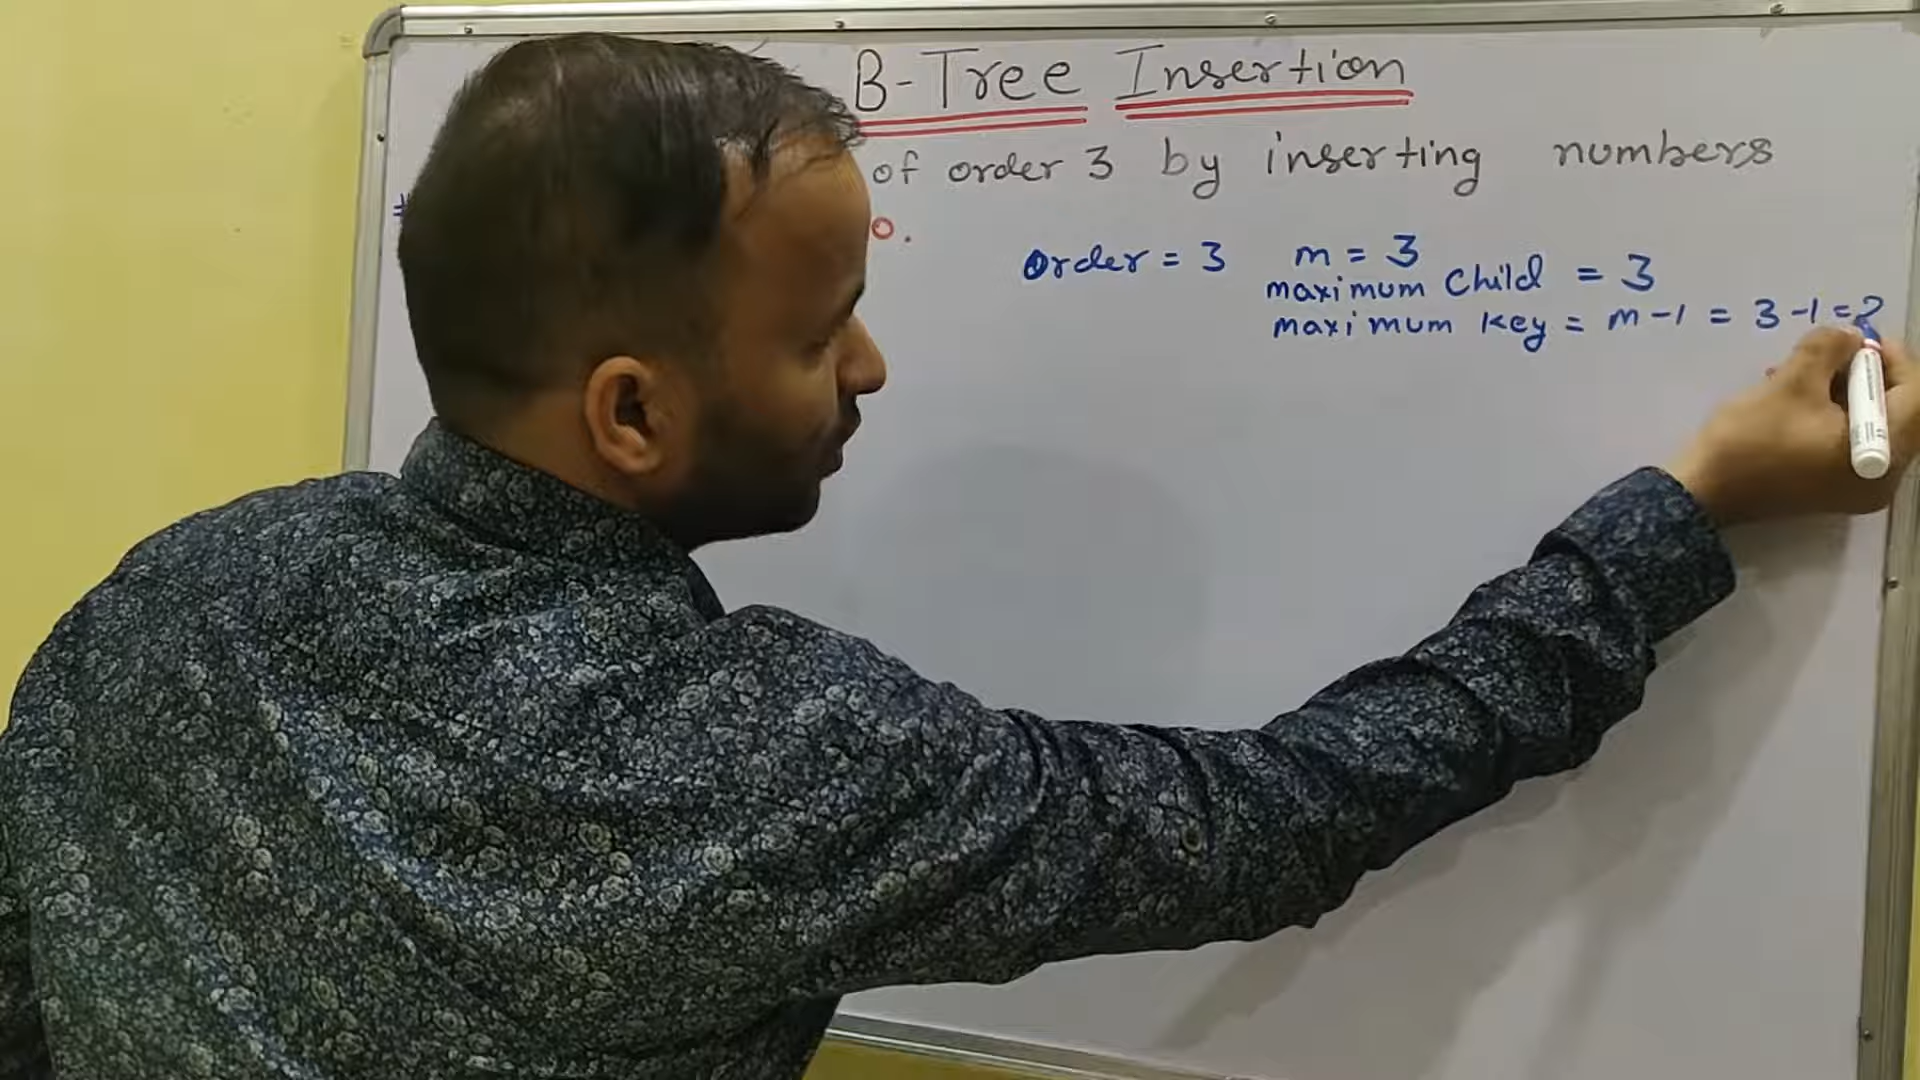 B-Tree Insertion
of order 3 by inserting numbers
0.
order = 3 m = 3
maximum child = 3
maximum key = m-1 = 3-1=2